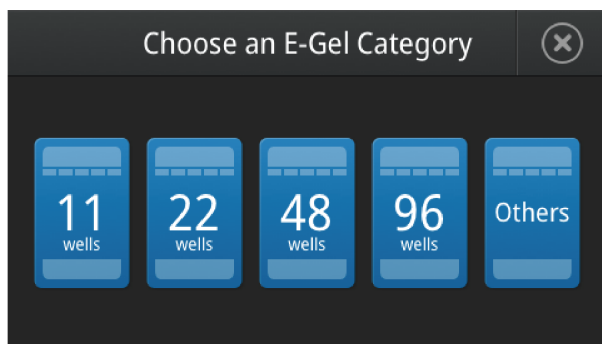 Choose an E-Gel Category
11
wells
22
wells
48
wells
96
wells
Others